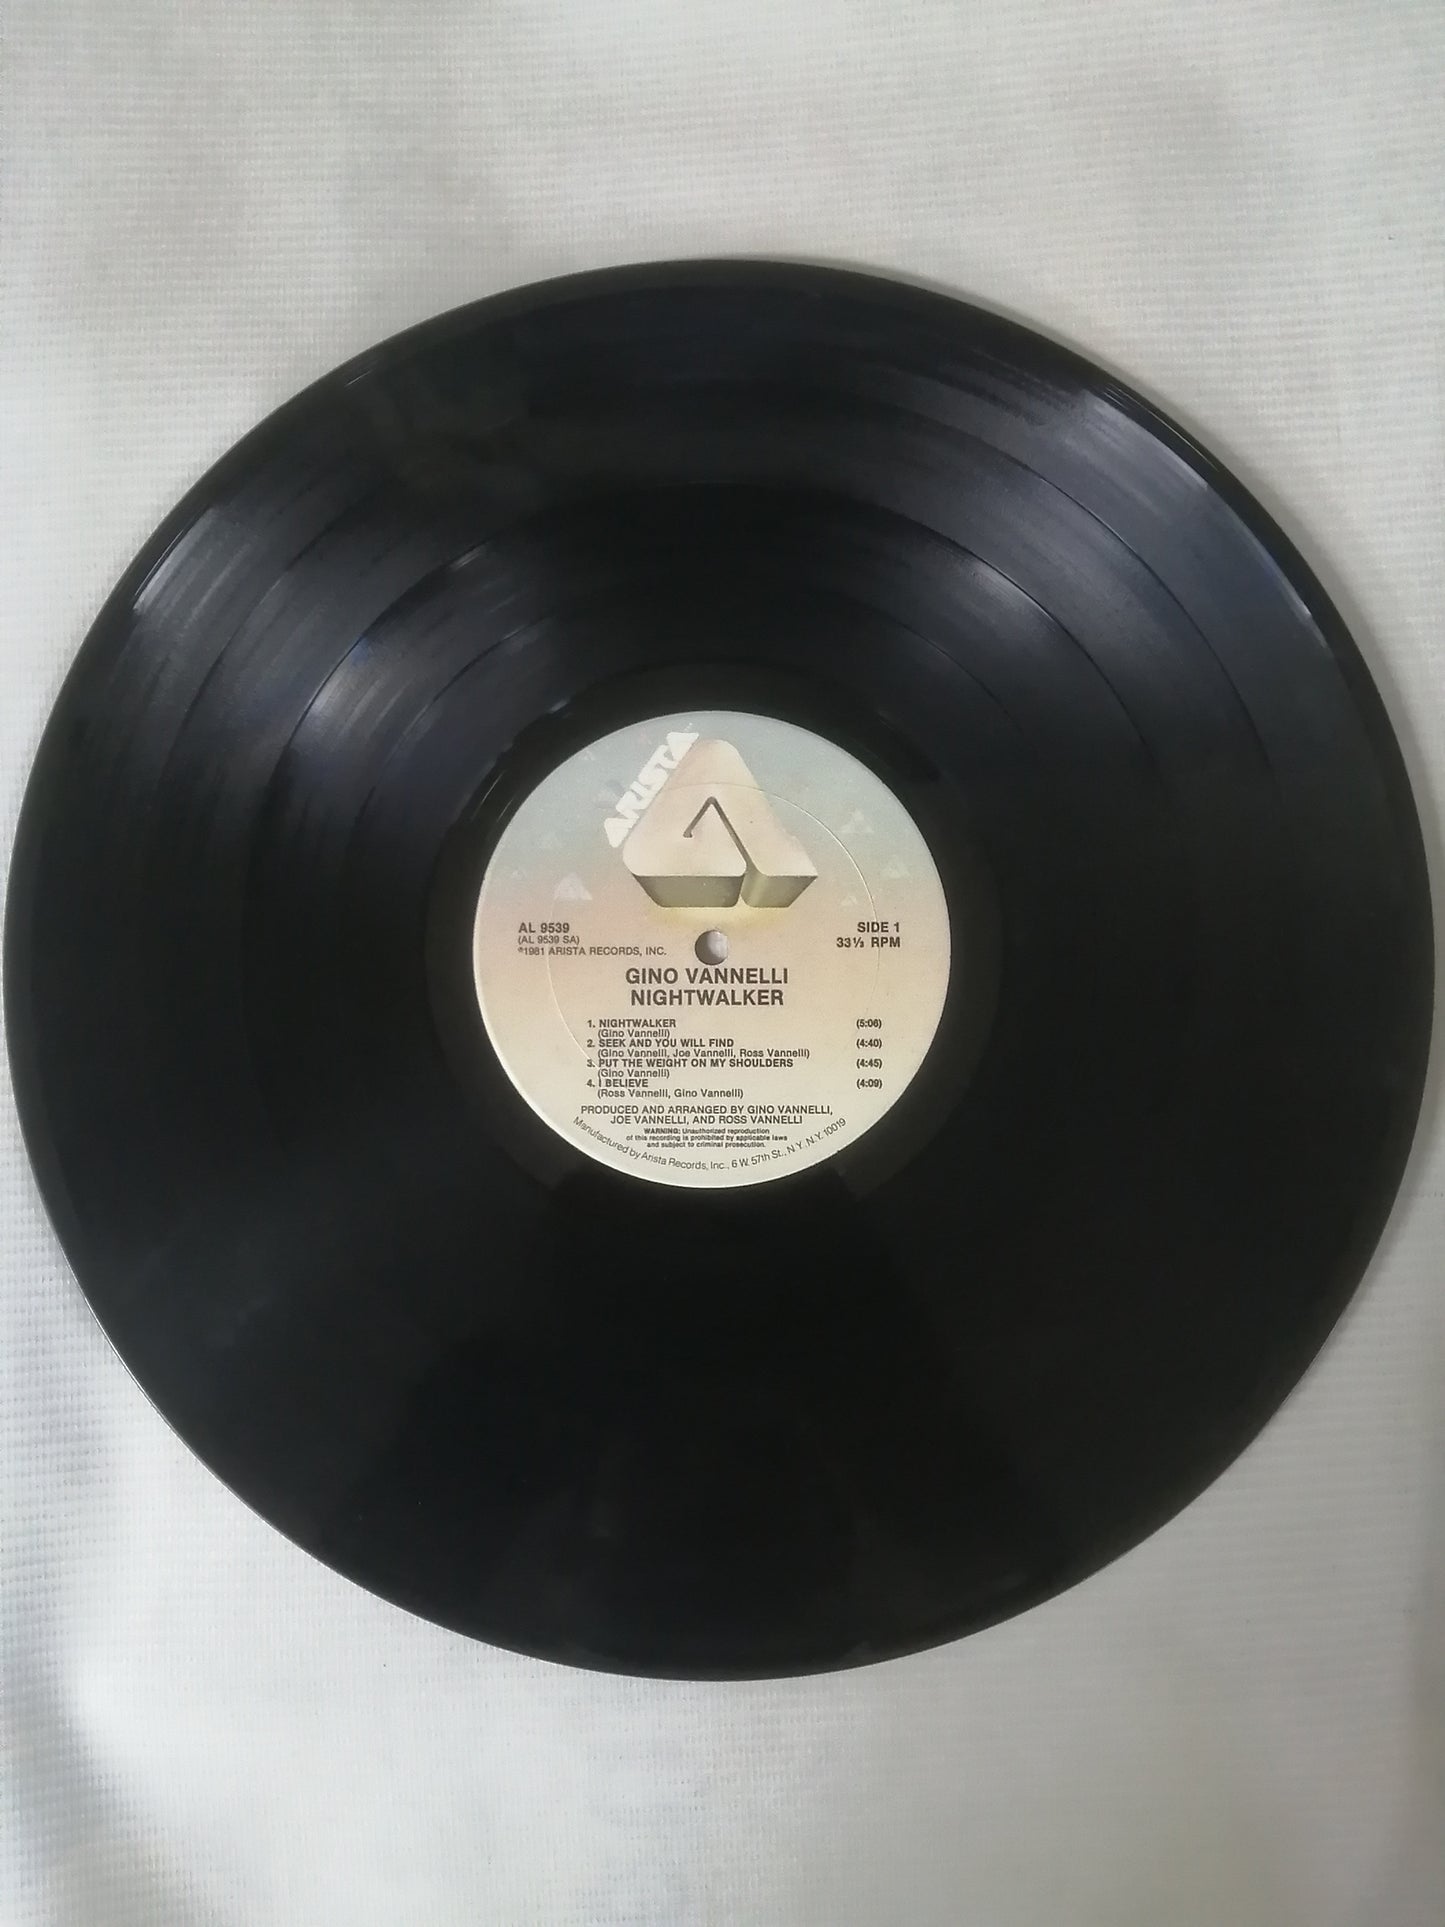 ARISTA
AL 9539
(AL 9539 SA)
℗1981 ARISTA RECORDS, INC.
SIDE 1
33⅓ RPM
GINO VANNELLI
NIGHTWALKER
1. NIGHTWALKER (5:06)
(Gino Vannelli)
2. SEEK AND YOU WILL FIND (4:40)
(Gino Vannelli, Joe Vannelli, Ross Vannelli)
3. PUT THE WEIGHT ON MY SHOULDERS (4:45)
(Gino Vannelli)
4. I BELIEVE (4:09)
(Ross Vannelli, Gino Vannelli)
PRODUCED AND ARRANGED BY GINO VANNELLI,
JOE VANNELLI, AND ROSS VANNELLI
WARNING: Unauthorized reproduction
of this recording is prohibited by applicable laws
and subject to criminal prosecution.
Manufactured by Arista Records, Inc., 6 W. 57th St., N.Y., N.Y. 10019